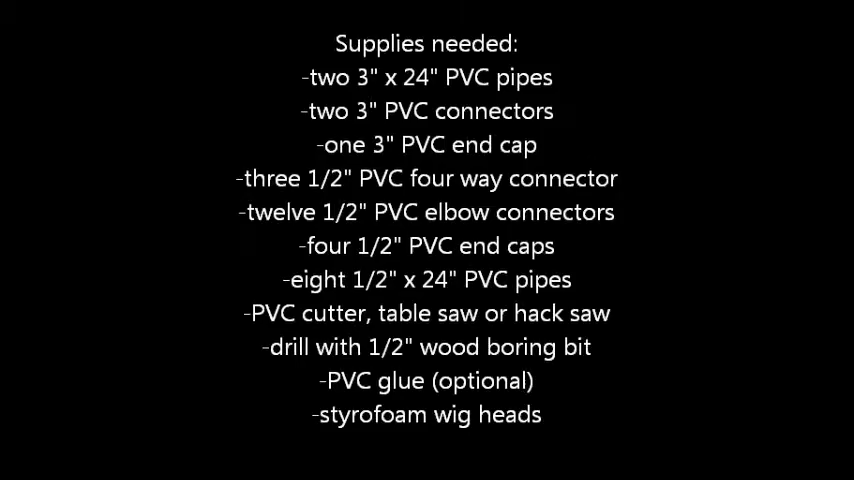 Supplies needed:
-two 3" x 24" PVC pipes
-two 3" PVC connectors
-one 3" PVC end cap
-three 1/2" PVC four way connector
-twelve 1/2" PVC elbow connectors
-four 1/2" PVC end caps
-eight 1/2" x 24" PVC pipes
-PVC cutter, table saw or hack saw
-drill with 1/2" wood boring bit
-PVC glue (optional)
-styrofoam wig heads